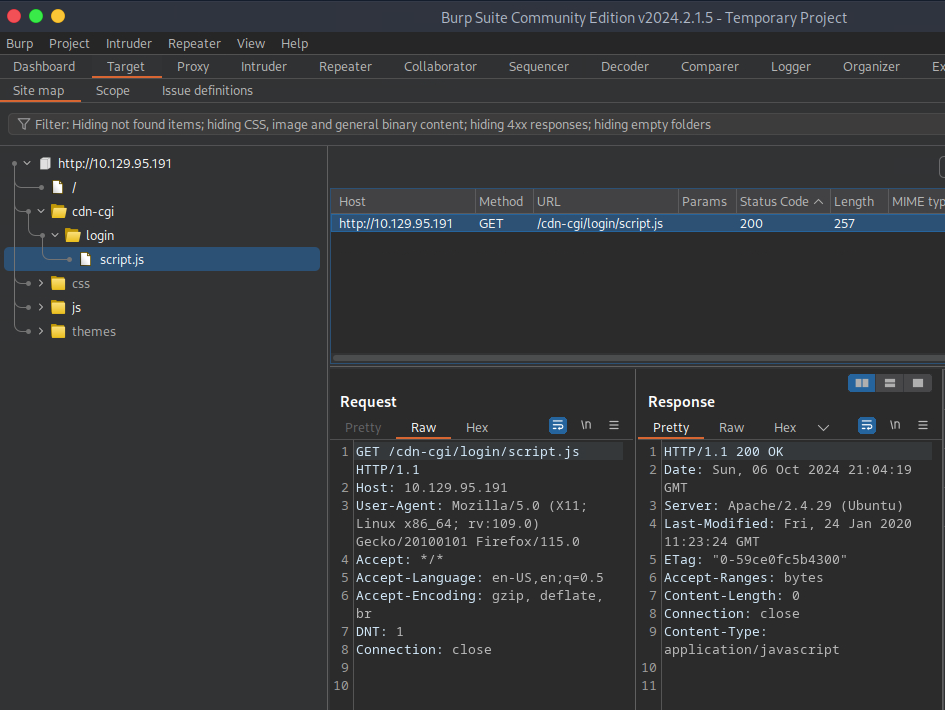 Burp Suite Community Edition v2024.2.1.5 - Temporary Project
Burp Project Intruder Repeater View Help
Dashboard Target Proxy Intruder Repeater Collaborator Sequencer Decoder Comparer Logger Organizer Ex
Site map Scope Issue definitions
Filter: Hiding not found items; hiding CSS, image and general binary content; hiding 4xx responses; hiding empty folders
http://10.129.95.191
/
cdn-cgi
login
script.js
css
js
themes
Host Method URL Params Status Code Length MIME typ
http://10.129.95.191 GET /cdn-cgi/login/script.js 200 257
Request
Pretty Raw Hex \n
1 GET /cdn-cgi/login/script.js
HTTP/1.1
2 Host: 10.129.95.191
3 User-Agent: Mozilla/5.0 (X11;
Linux x86_64; rv:109.0)
Gecko/20100101 Firefox/115.0
4 Accept: */*
5 Accept-Language: en-US,en;q=0.5
6 Accept-Encoding: gzip, deflate,
br
7 DNT: 1
8 Connection: close
9
10
Response
Pretty Raw Hex \n
1 HTTP/1.1 200 OK
2 Date: Sun, 06 Oct 2024 21:04:19
GMT
3 Server: Apache/2.4.29 (Ubuntu)
4 Last-Modified: Fri, 24 Jan 2020
11:23:24 GMT
5 ETag: "0-59ce0fc5b4300"
6 Accept-Ranges: bytes
7 Content-Length: 0
8 Connection: close
9 Content-Type:
application/javascript
10
11